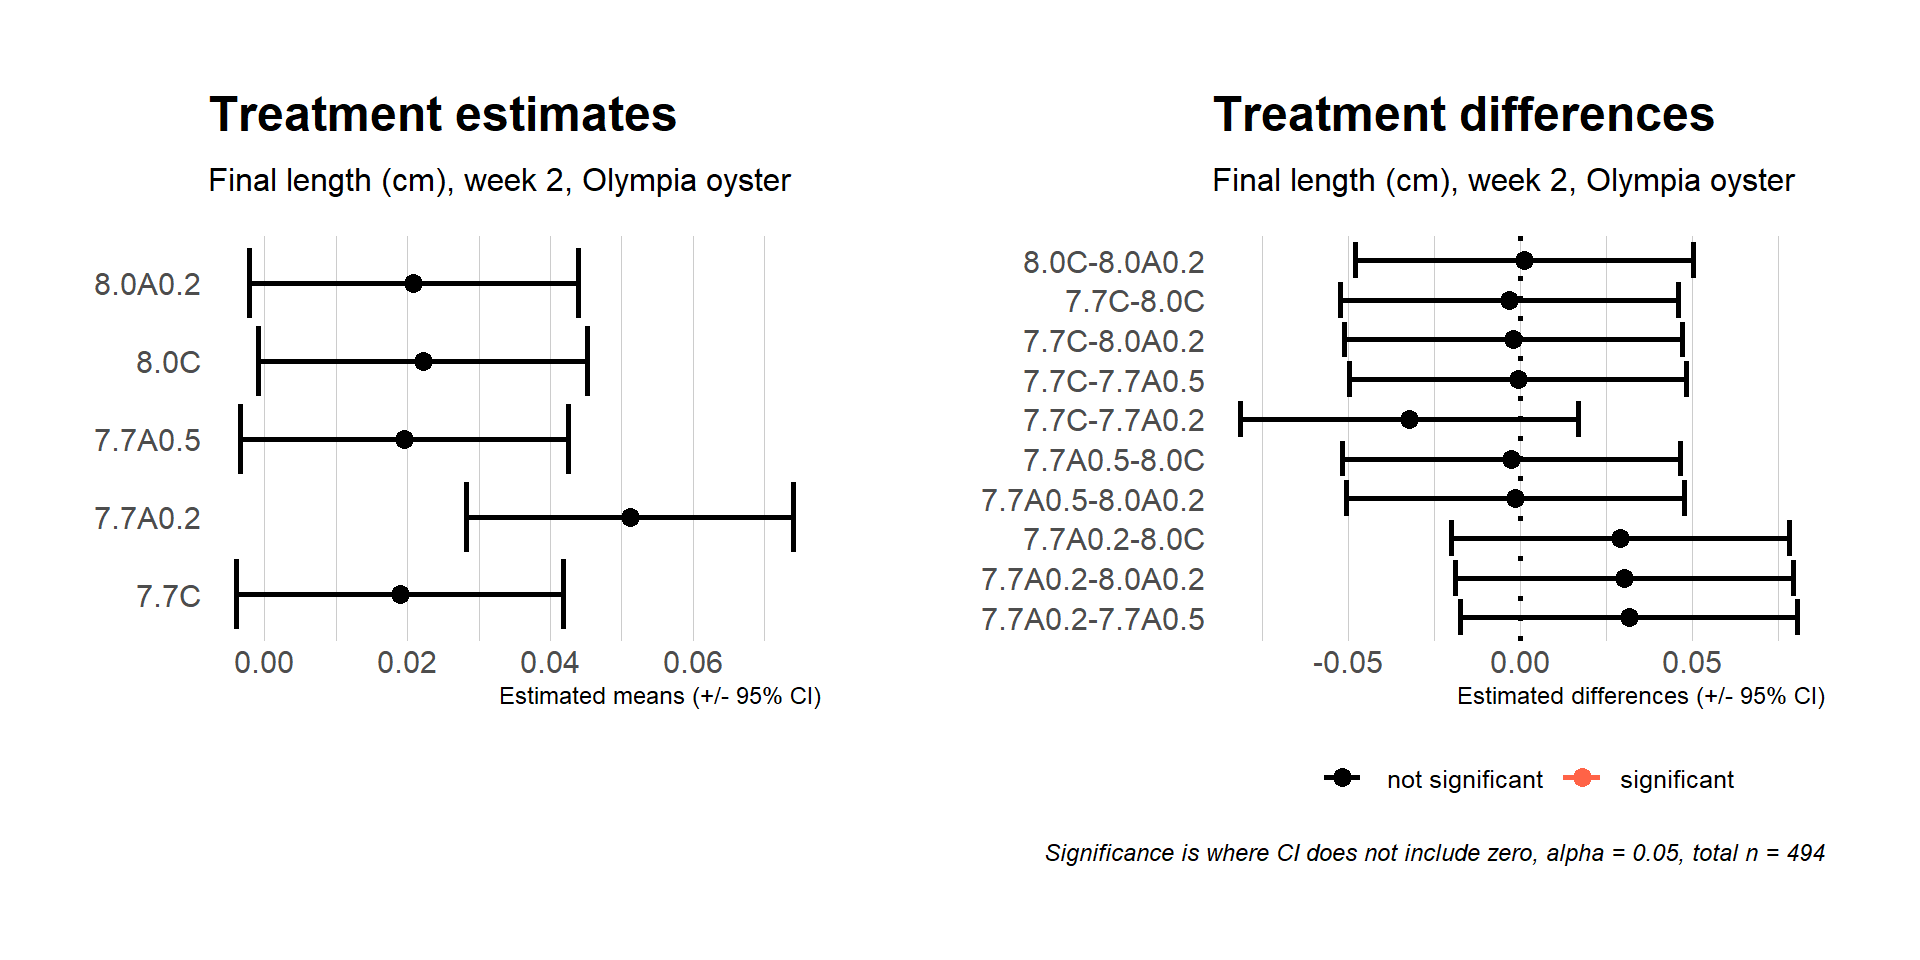 Treatment estimates
Final length (cm), week 2, Olympia oyster
8.0A0.2
8.0C
7.7A0.5
7.7A0.2
7.7C
0.00 0.02 0.04 0.06
Estimated means (+/- 95% CI)
Treatment differences
Final length (cm), week 2, Olympia oyster
8.0C-8.0A0.2
7.7C-8.0C
7.7C-8.0A0.2
7.7C-7.7A0.5
7.7C-7.7A0.2
7.7A0.5-8.0C
7.7A0.5-8.0A0.2
7.7A0.2-8.0C
7.7A0.2-8.0A0.2
7.7A0.2-7.7A0.5
-0.05 0.00 0.05
Estimated differences (+/- 95% CI)
not significant significant
Significance is where CI does not include zero, alpha = 0.05, total n = 494